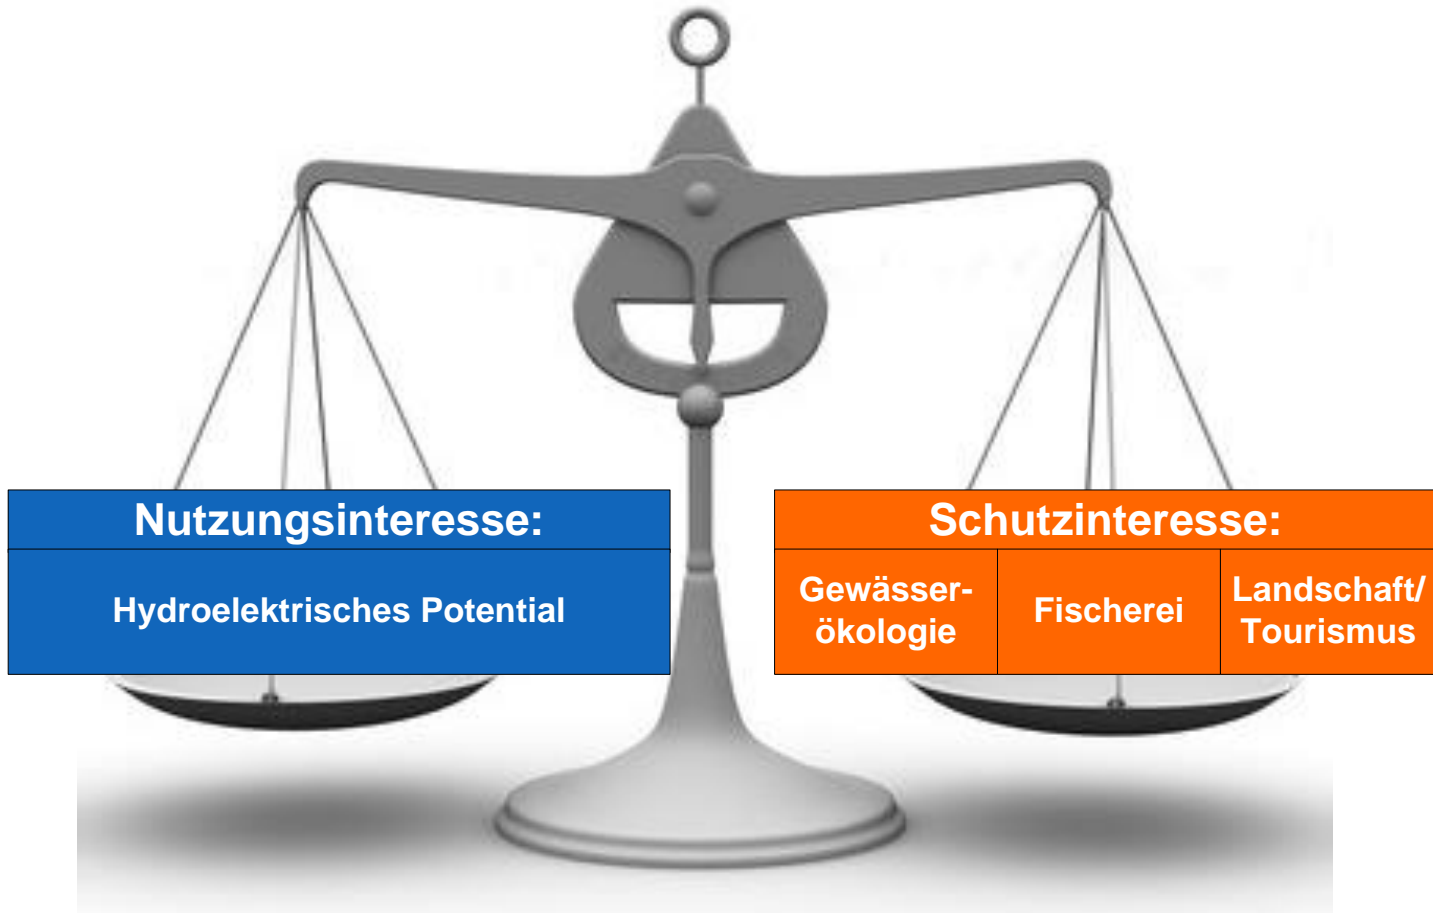 Nutzungsinteresse:
Hydroelektrisches Potential
Schutzinteresse:
Gewässer-
ökologie
Fischerei
Landschaft/
Tourismus